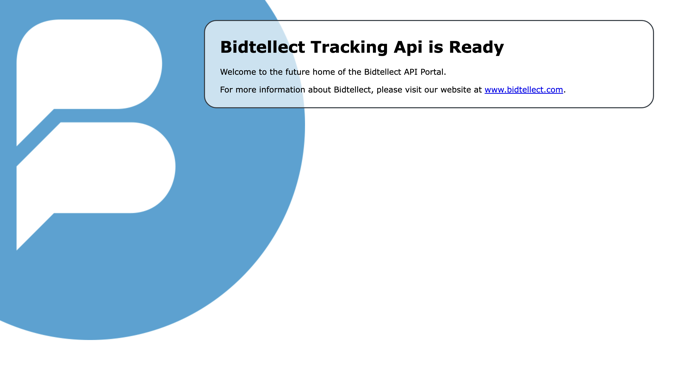 Bidtellect Tracking Api is Ready
Welcome to the future home of the Bidtellect API Portal.
For more information about Bidtellect, please visit our website at www.bidtellect.com.